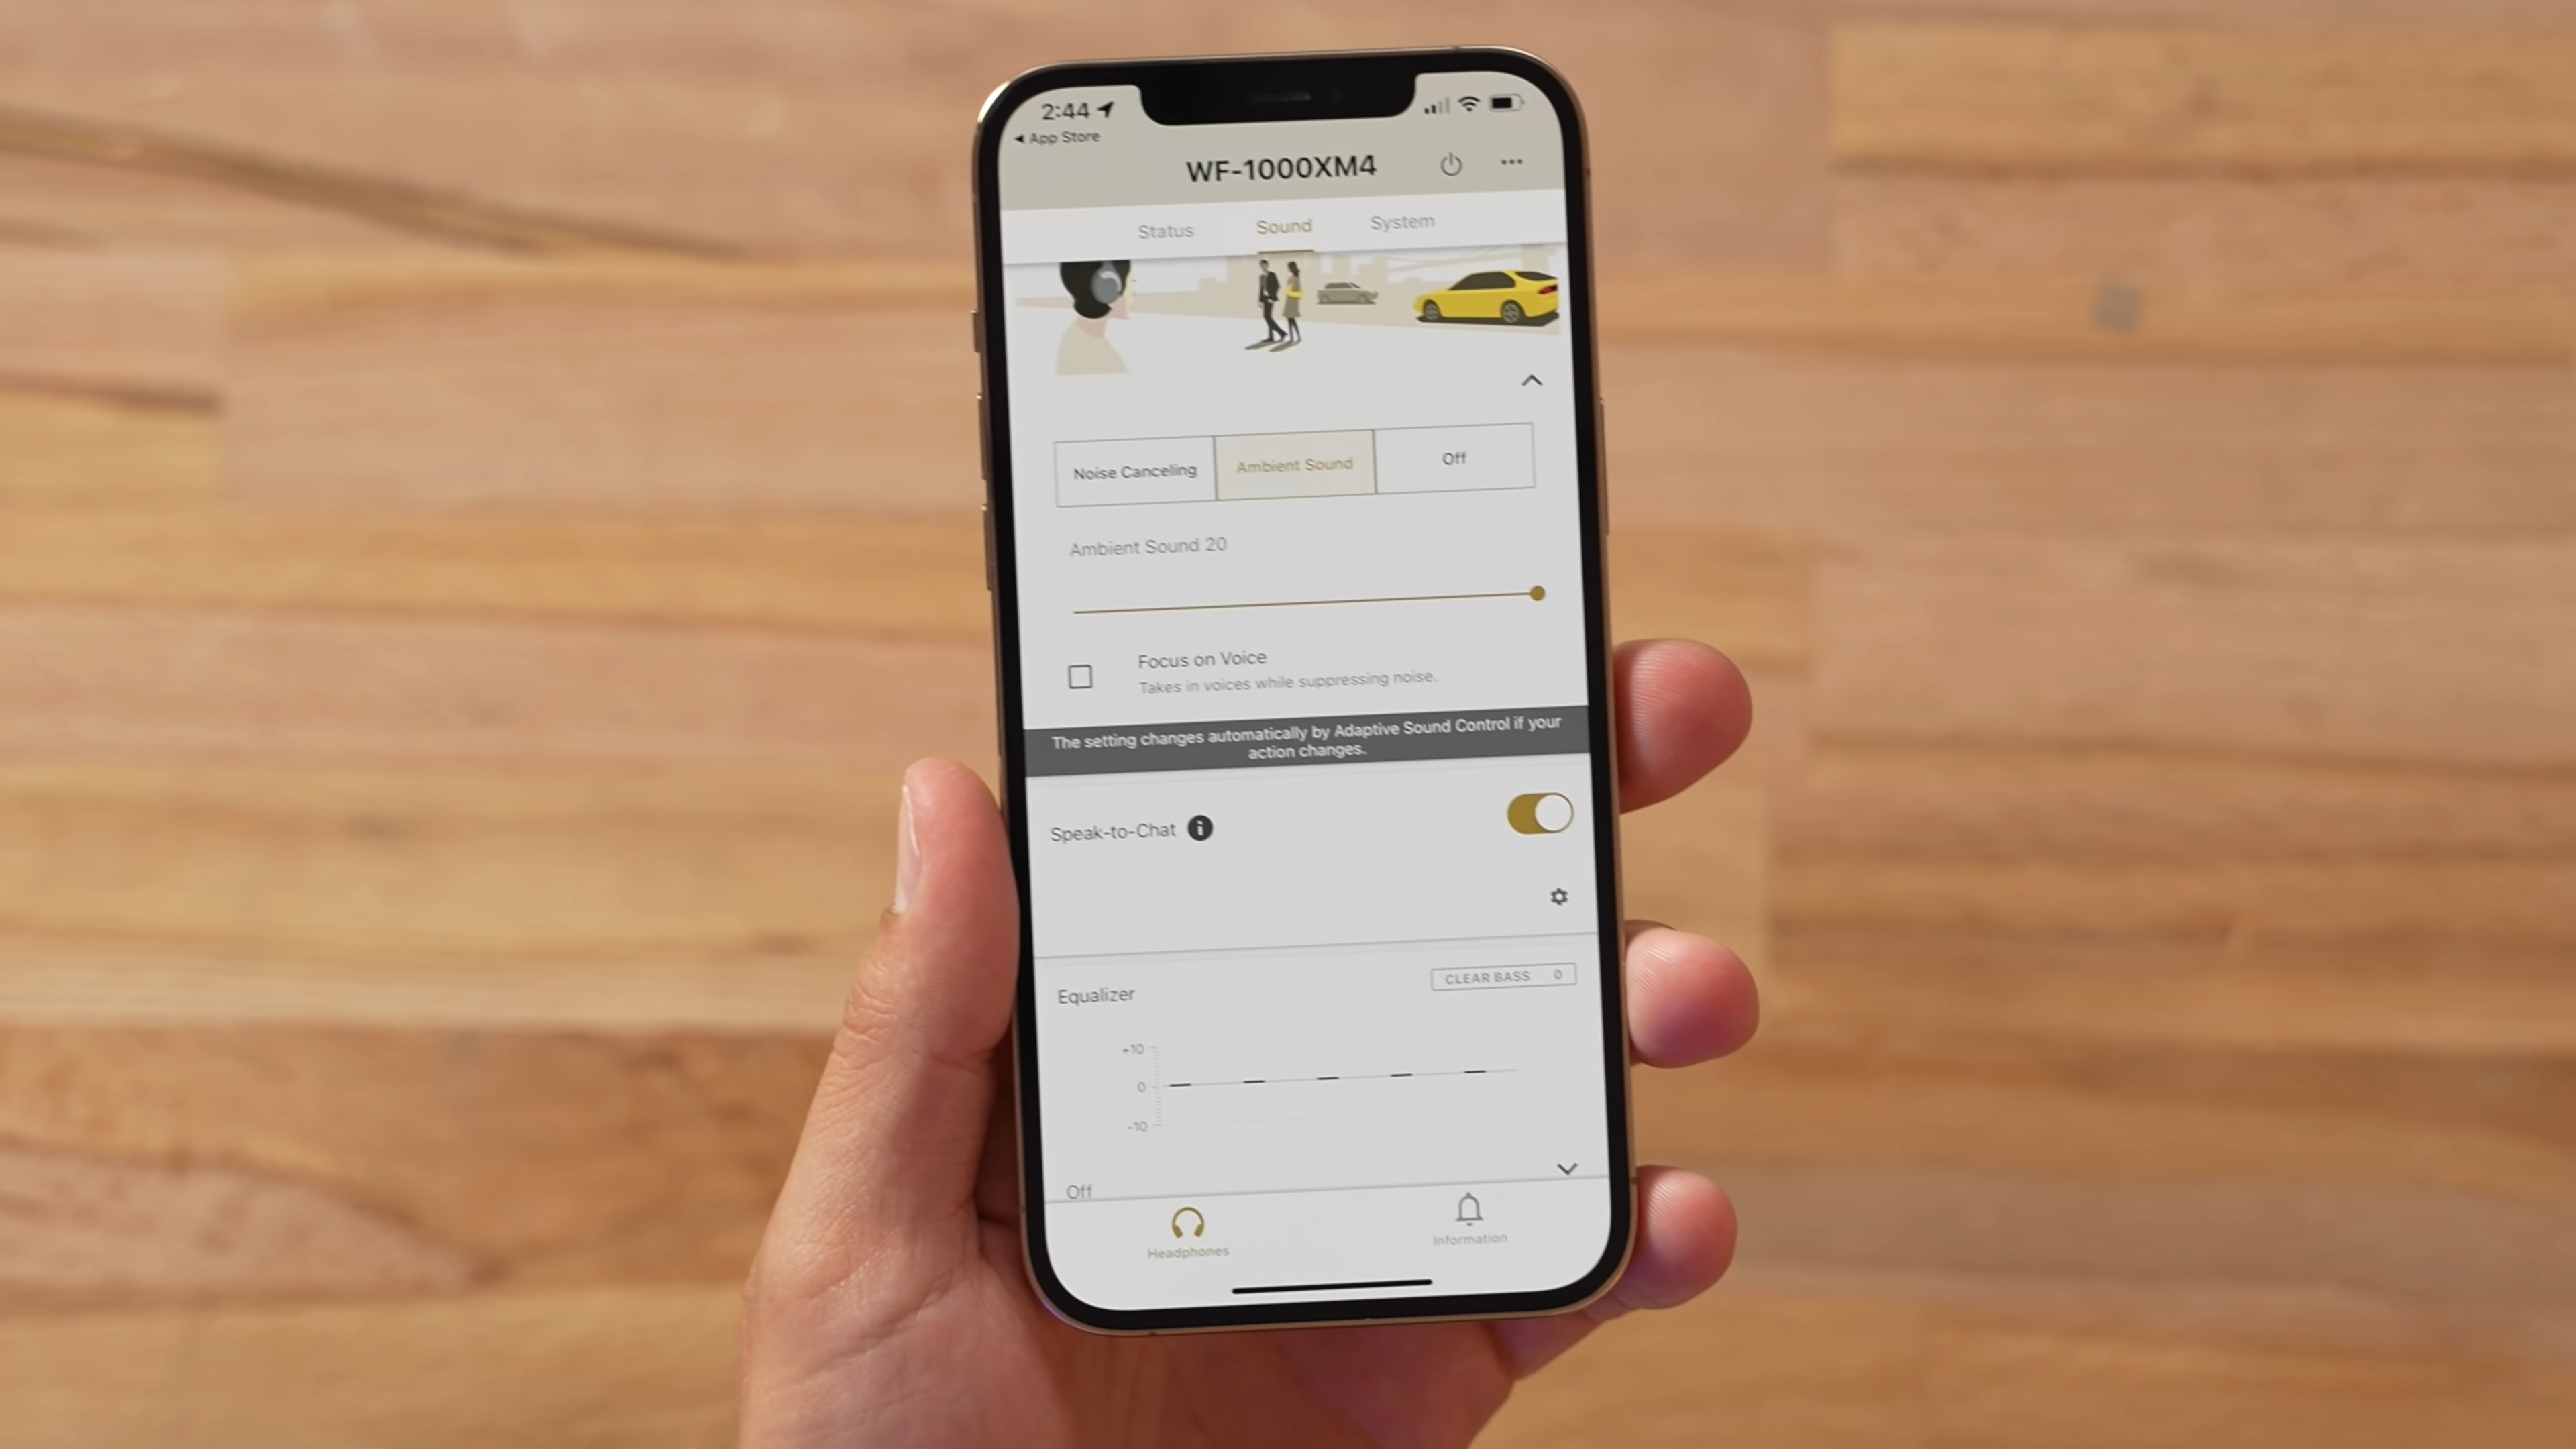 2:44
App Store
WF-1000XM4
Status Sound System
Noise Canceling Ambient Sound Off
Ambient Sound 20
Focus on Voice
Takes in voices while suppressing noise.
The setting changes automatically by Adaptive Sound Control if your
action changes.
Speak-to-Chat
Equalizer CLEAR BASS 0
+10
0
-10
Off
Headphones Information